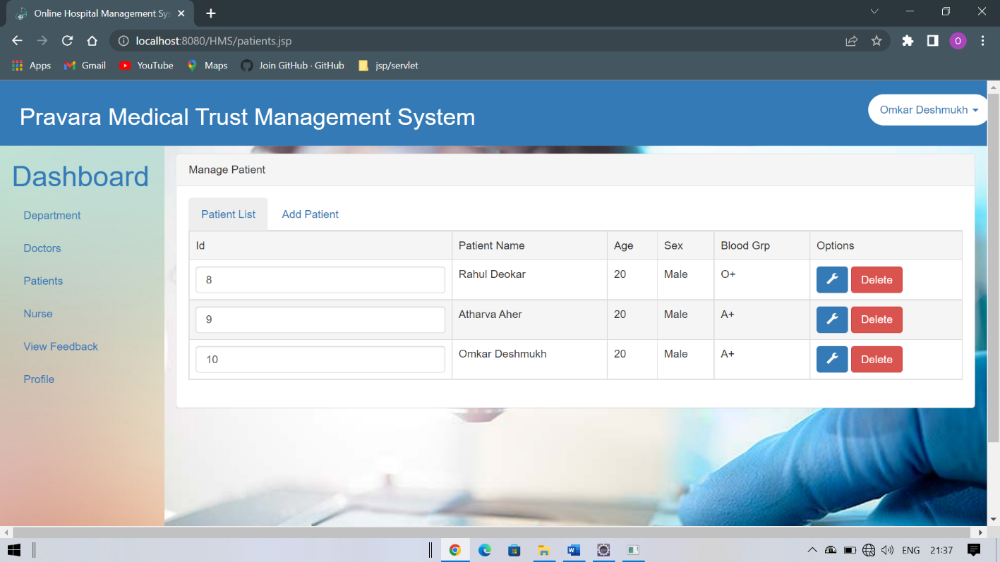 Online Hospital Management Sys
localhost:8080/HMS/patients.jsp
O
Apps Gmail YouTube Maps Join GitHub · GitHub jsp/servlet
Pravara Medical Trust Management System
Omkar Deshmukh
Dashboard
Department
Doctors
Patients
Nurse
View Feedback
Profile
Manage Patient
Patient List Add Patient
Id Patient Name Age Sex Blood Grp Options
8 Rahul Deokar 20 Male O+ Delete
9 Atharva Aher 20 Male A+ Delete
10 Omkar Deshmukh 20 Male A+ Delete
ENG 21:37